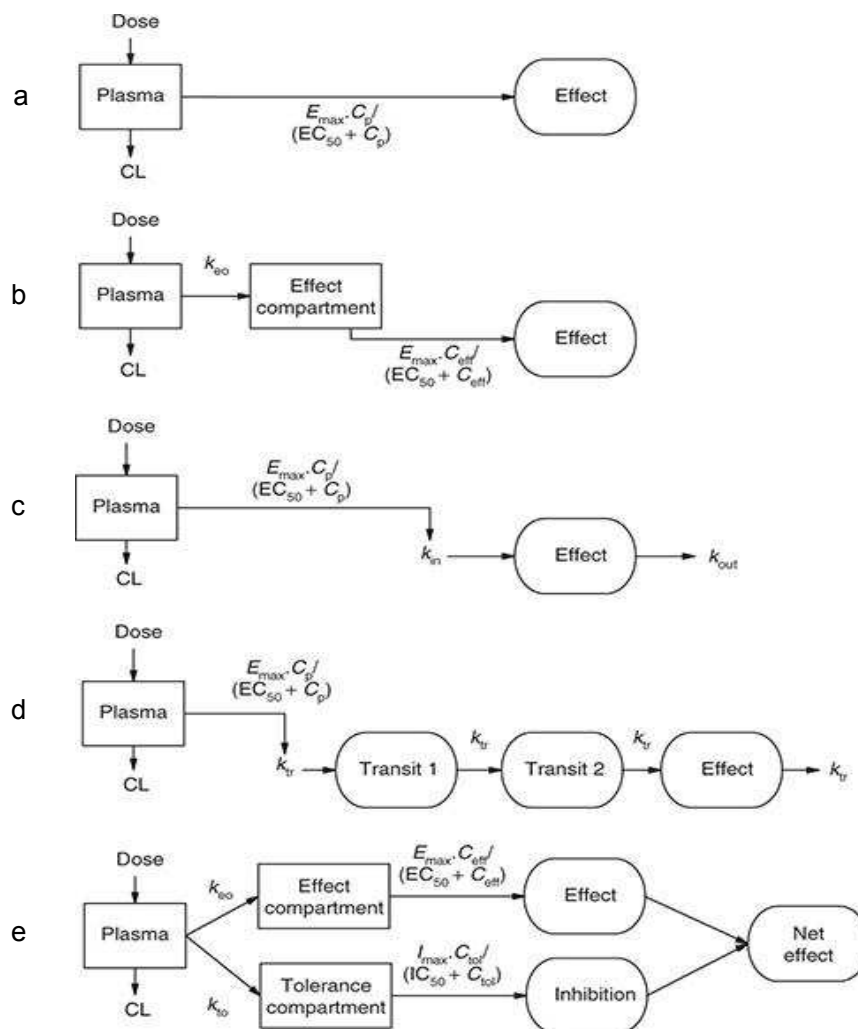 Dose
a
Plasma
Effect
E_max.C_p/
(EC_50 + C_p)
CL
Dose
k_eo
b
Plasma
Effect
compartment
Effect
E_max.C_eff/
(EC_50 + C_eff)
CL
Dose
E_max.C_p/
(EC_50 + C_p)
c
Plasma
k_in
Effect
k_out
CL
Dose
E_max.C_p/
(EC_50 + C_p)
d
Plasma
k_tr
k_tr
k_tr
Transit 1
Transit 2
Effect
k_tr
CL
Dose
k_eo
Effect
compartment
E_max.C_eff/
(EC_50 + C_eff)
Effect
e
Plasma
Net
effect
k_to
Tolerance
compartment
I_max.C_tol/
(IC_50 + C_tol)
Inhibition
CL